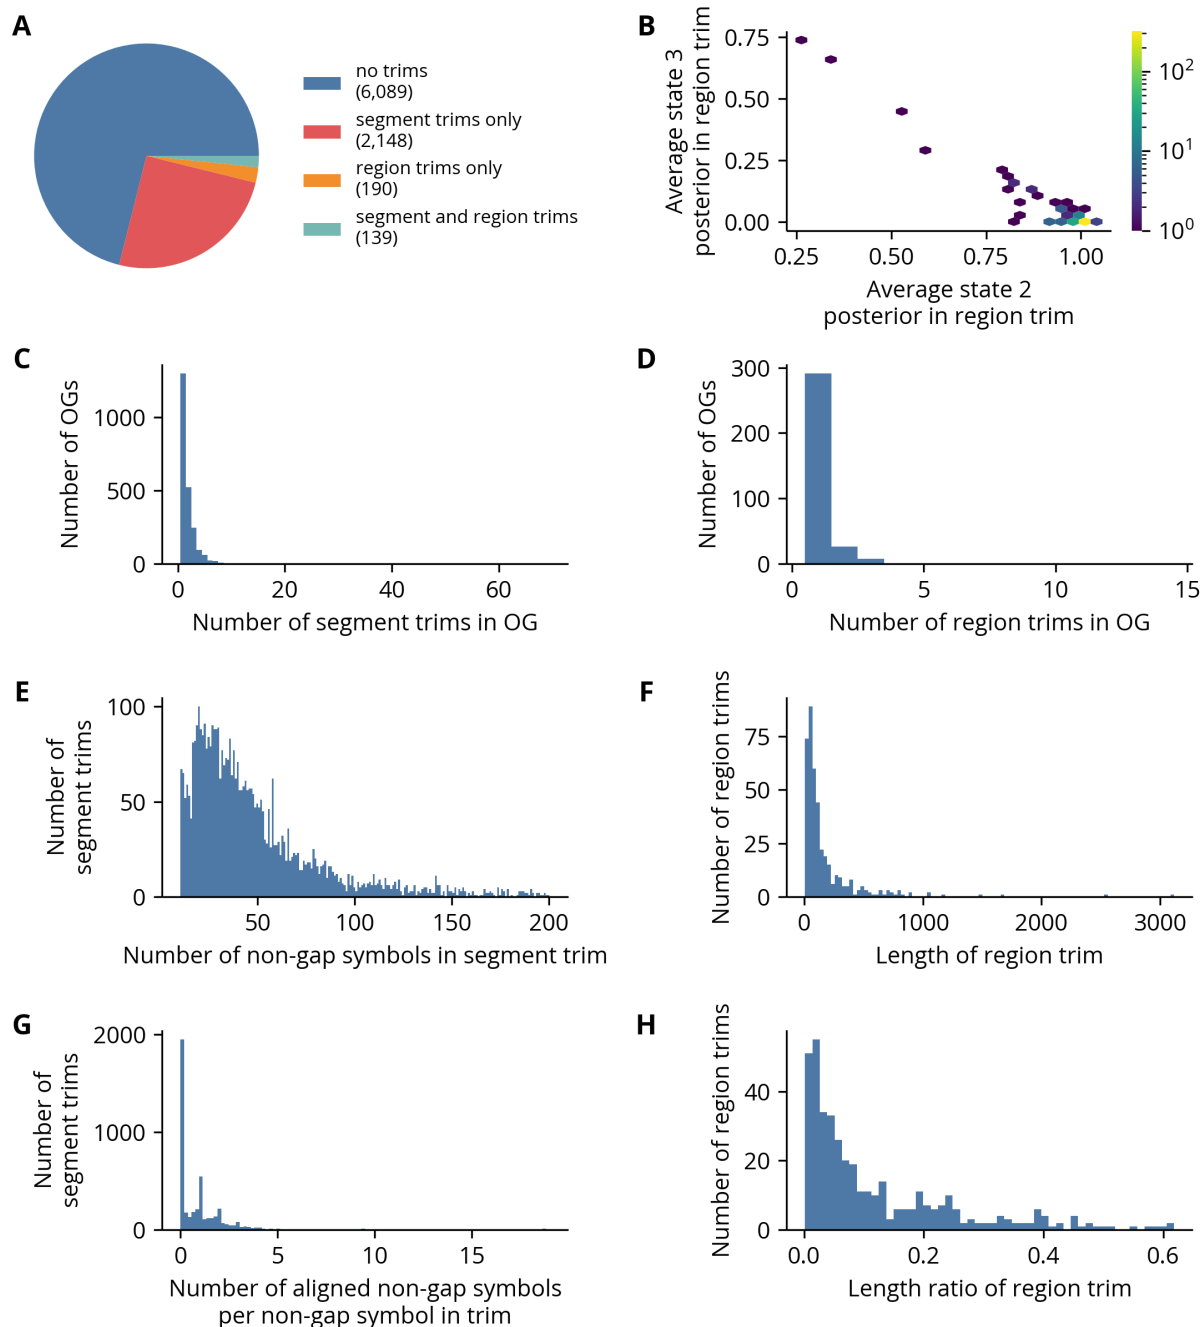 A
no trims
(6,089)
segment trims only
(2,148)
region trims only
(190)
segment and region trims
(139)
B
Average state 3
posterior in region trim
0.75
0.50
0.25
0.00
0.25 0.50 0.75 1.00
Average state 2
posterior in region trim
10²
10¹
10⁰
C
Number of OGs
1000
500
0
0 20 40 60
Number of segment trims in OG
D
Number of OGs
300
200
100
0
0 5 10 15
Number of region trims in OG
E
Number of
segment trims
100
50
0
50 100 150 200
Number of non-gap symbols in segment trim
F
Number of region trims
75
50
25
0
0 1000 2000 3000
Length of region trim
G
Number of
segment trims
2000
1000
0
0 5 10 15
Number of aligned non-gap symbols
per non-gap symbol in trim
H
Number of region trims
40
20
0
0.0 0.2 0.4 0.6
Length ratio of region trim